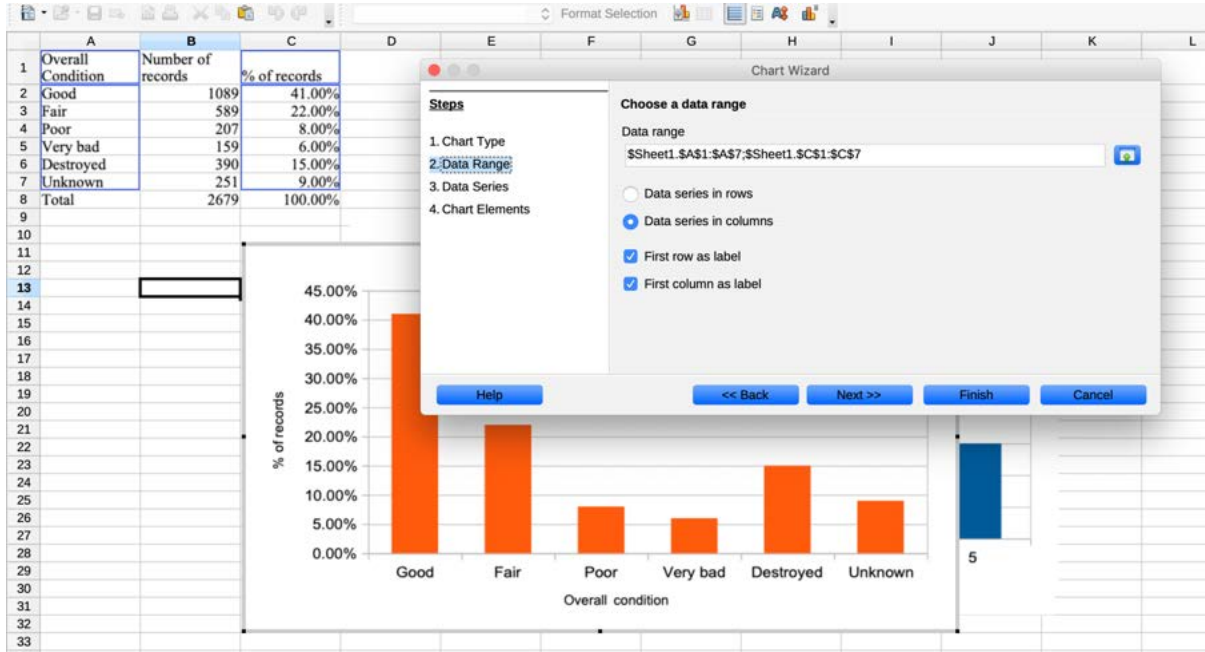 Format Selection
A B C D E F G H I J K L
1 Overall Condition Number of records % of records
2 Good 1089 41.00%
3 Fair 589 22.00%
4 Poor 207 8.00%
5 Very bad 159 6.00%
6 Destroyed 390 15.00%
7 Unknown 251 9.00%
8 Total 2679 100.00%
9
10
11
12
13
14
15
16
17
18
19
20
21
22
23
24
25
26
27
28
29
30
31
32
33
Chart Wizard
Steps
1. Chart Type
2. Data Range
3. Data Series
4. Chart Elements
Choose a data range
Data range
$Sheet1.$A$1:$A$7;$Sheet1.$C$1:$C$7
Data series in rows
Data series in columns
First row as label
First column as label
Help << Back Next >> Finish Cancel
45.00%
40.00%
35.00%
30.00%
25.00%
20.00%
15.00%
10.00%
5.00%
0.00%
% of records
Good Fair Poor Very bad Destroyed Unknown
Overall condition
5